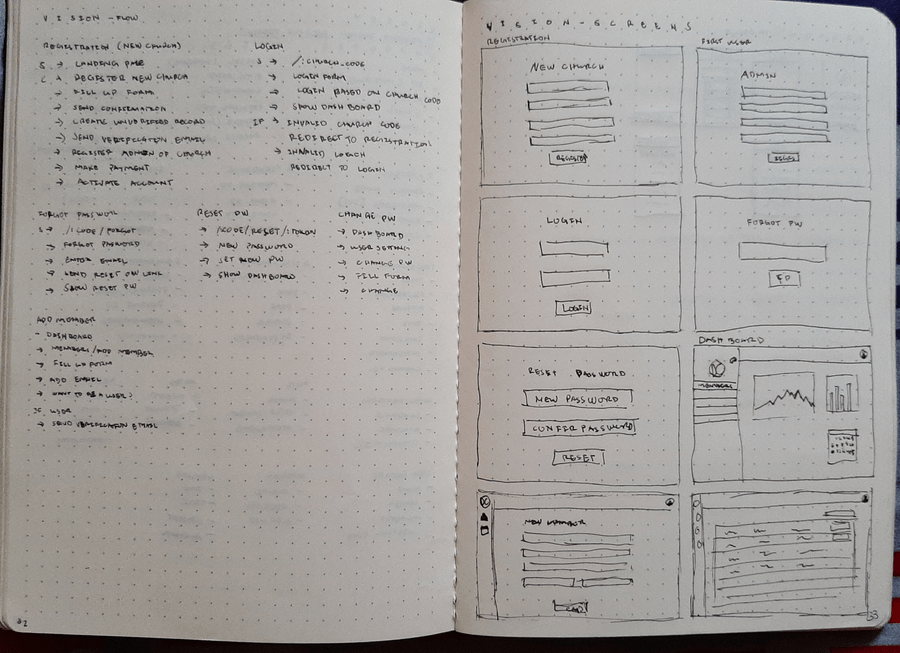 VISION - FLOW
REGISTRATION (NEW CHURCH)
→ LANDING PAGE
→ REGISTER NEW CHURCH
→ FILL UP FORM
→ SEND CONFIRMATION
→ CREATE UNVERIFIED RECORD
→ SEND VERIFICATION EMAIL
→ REGISTER ADMIN OF CHURCH
→ MAKE PAYMENT
→ ACTIVATE ACCOUNT
LOGIN
S → /:CHURCH_CODE
→ LOGIN FORM
→ LOGIN BASED ON CHURCH CODE
→ SHOW DASHBOARD
IF → INVALID CHURCH CODE
REDIRECT TO REGISTRATION
→ INVALID LOGIN
REDIRECT TO LOGIN
FORGOT PASSWORD
S → /:CODE/FORGOT
→ FORGOT PASSWORD
→ ENTER EMAIL
→ SEND RESET PW LINK
→ SHOW RESET PW
RESET PW
→ /CODE/RESET/:TOKEN
→ NEW PASSWORD
→ SET NEW PW
→ SHOW DASHBOARD
CHANGE PW
→ DASHBOARD
→ USER SETTING
→ CHANGE PW
→ FILL FORM
→ CHANGE
ADD MEMBER
- DASHBOARD
→ MEMBERS/ADD MEMBER
→ FILL UP FORM
→ ADD EMAIL
→ WANT TO BE A USER?
IF USER
→ SEND VERIFICATION EMAIL
32
VISION - SCREENS
REGISTRATION
NEW CHURCH
REGISTER
FIRST USER
ADMIN
LOGIN
LOGIN
FORGOT PW
FP
RESET PASSWORD
NEW PASSWORD
CONFIR PASSWORD
RESET
DASHBOARD
MEMBERS
NEW MEMBER
33